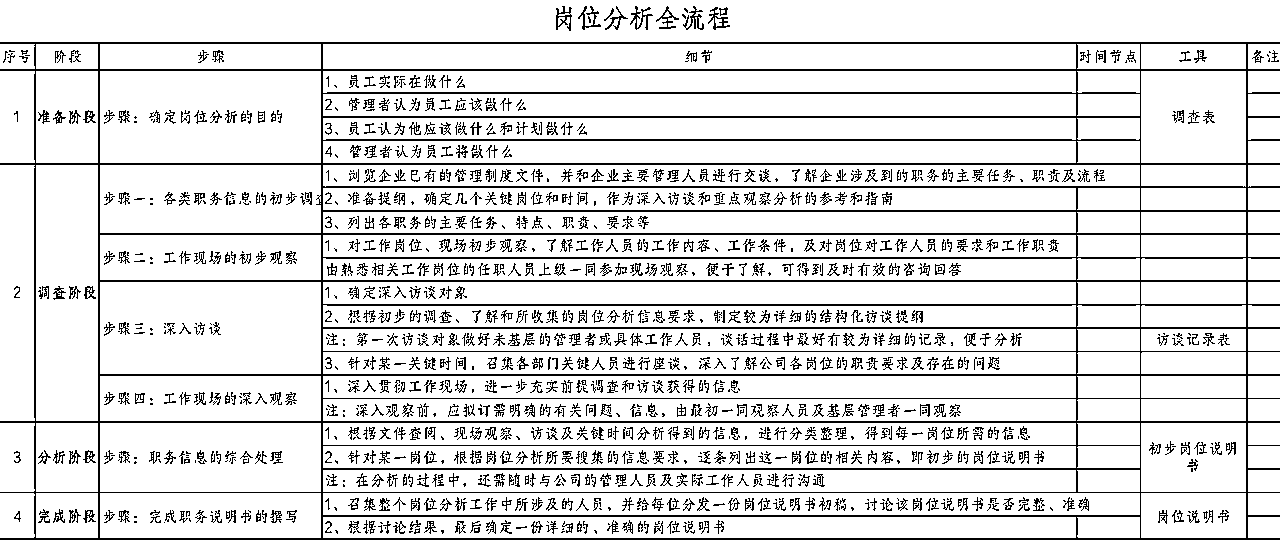 岗位分析全流程
序号 阶段 步骤 细节 时间节点 工具 备注
1 准备阶段 步骤：确定岗位分析的目的 调查表
1、员工实际在做什么
2、管理者认为员工应该做什么
3、员工认为他应该做什么和计划做什么
4、管理者认为员工将做什么
2 调查阶段
步骤一：各类职务信息的初步调查
1、浏览企业已有的管理制度文件，并和企业主要管理人员进行交谈，了解企业涉及到的职务的主要任务、职责及流程
2、准备提纲，确定几个关键岗位和时间，作为深入访谈和重点观察分析的参考和指南
3、列出各职务的主要任务、特点、职责、要求等
步骤二：工作现场的初步观察
1、对工作岗位、现场初步观察，了解工作人员的工作内容、工作条件，及对岗位对工作人员的要求和工作职责
由熟悉相关工作岗位的任职人员上级一同参加现场观察，便于了解，可得到及时有效的咨询回答
步骤三：深入访谈
1、确定深入访谈对象
2、根据初步的调查、了解和所收集的岗位分析信息要求，制定较为详细的结构化访谈提纲
注：第一次访谈对象做好未基层的管理者或具体工作人员，谈话过程中最好有较为详细的记录，便于分析 访谈记录表
3、针对某一关键时间，召集各部门关键人员进行座谈，深入了解公司各岗位的职责要求及存在的问题
步骤四：工作现场的深入观察
1、深入贯彻工作现场，进一步充实前提调查和访谈获得的信息
注：深入观察前，应拟订需明确的有关问题、信息，由最初一同观察人员及基层管理者一同观察
3 分析阶段 步骤：职务信息的综合处理
1、根据文件查阅、现场观察、访谈及关键时间分析得到的信息，进行分类整理，得到每一岗位所需的信息
2、针对某一岗位，根据岗位分析所要搜集的信息要求，逐条列出这一岗位的相关内容，即初步的岗位说明书
注：在分析的过程中，还需随时与公司的管理人员及实际工作人员进行沟通
初步岗位说明
书
4 完成阶段 步骤：完成职务说明书的撰写
1、召集整个岗位分析工作中所涉及的人员，并给每位分发一份岗位说明书初稿，讨论该岗位说明书是否完整、准确
2、根据讨论结果，最后确定一份详细的、准确的岗位说明书
岗位说明书